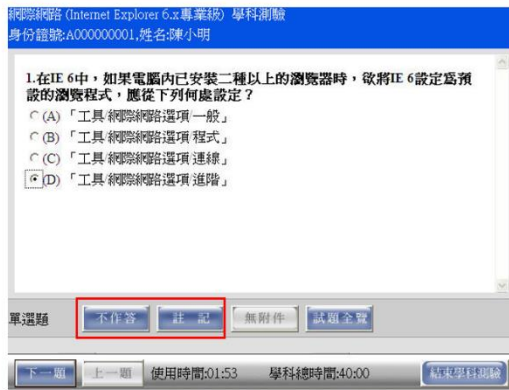 網際網路 (Internet Explorer 6.x專業級) 學科測驗
身份證號:A000000001,姓名:陳小明
1.在IE 6中，如果電腦內已安裝二種以上的瀏覽器時，欲將IE 6設定為預
設的瀏覽程式，應從下列何處設定？
(A)「工具/網際網路選項/一般」
(B)「工具/網際網路選項/程式」
(C)「工具/網際網路選項/連線」
(D)「工具/網際網路選項/進階」
單選題 不作答 註 記 無附件 試題全覽
下一題 上一題 使用時間:01:53 學科總時間:40:00 結束學科測驗